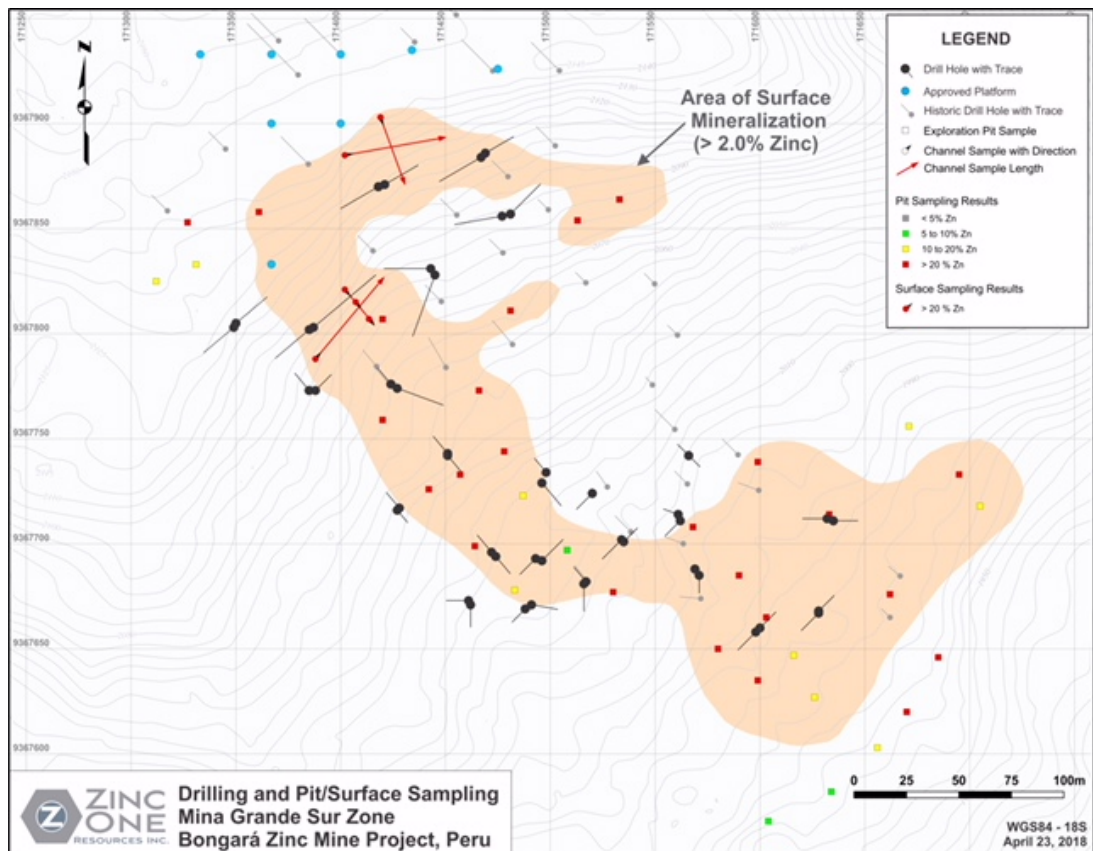 171250
171300
171350
171400
171450
171500
171550
171600
171650
9367900
9367850
9367800
9367750
9367700
9367650
9367600
N
Area of Surface
Mineralization
(> 2.0% Zinc)
LEGEND
Drill Hole with Trace
Approved Platform
Historic Drill Hole with Trace
Exploration Pit Sample
Channel Sample with Direction
Channel Sample Length
Pit Sampling Results
< 5% Zn
5 to 10% Zn
10 to 20% Zn
> 20 % Zn
Surface Sampling Results
> 20 % Zn
0 25 50 75 100m
WGS84 - 18S
April 23, 2018
Z
ZINC
ONE
RESOURCES INC.
Drilling and Pit/Surface Sampling
Mina Grande Sur Zone
Bongará Zinc Mine Project, Peru